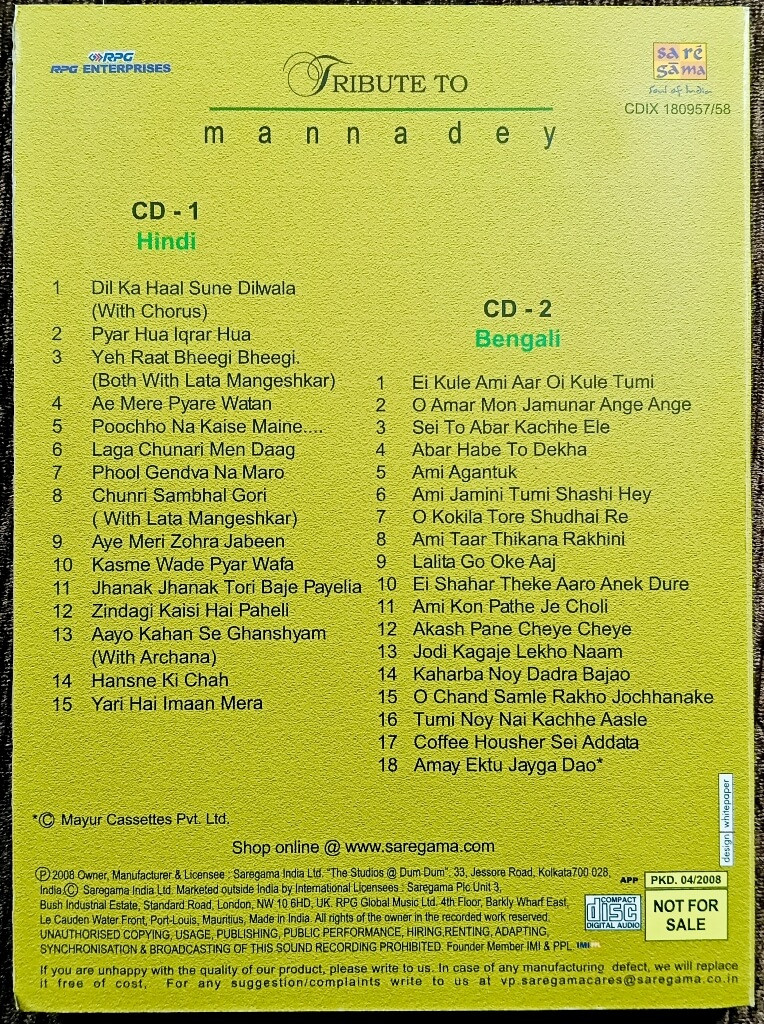 RPG
RPG ENTERPRISES
TRIBUTE TO
mannadey
sa rē
gāma
Soul of India
CDIX 180957/58
CD - 1
Hindi
1 Dil Ka Haal Sune Dilwala
(With Chorus)
2 Pyar Hua Iqrar Hua
3 Yeh Raat Bheegi Bheegi.
(Both With Lata Mangeshkar)
4 Ae Mere Pyare Watan
5 Poochho Na Kaise Maine....
6 Laga Chunari Men Daag
7 Phool Gendva Na Maro
8 Chunri Sambhal Gori
( With Lata Mangeshkar)
9 Aye Meri Zohra Jabeen
10 Kasme Wade Pyar Wafa
11 Jhanak Jhanak Tori Baje Payelia
12 Zindagi Kaisi Hai Paheli
13 Aayo Kahan Se Ghanshyam
(With Archana)
14 Hansne Ki Chah
15 Yari Hai Imaan Mera
CD - 2
Bengali
1 Ei Kule Ami Aar Oi Kule Tumi
2 O Amar Mon Jamunar Ange Ange
3 Sei To Abar Kachhe Ele
4 Abar Habe To Dekha
5 Ami Agantuk
6 Ami Jamini Tumi Shashi Hey
7 O Kokila Tore Shudhai Re
8 Ami Taar Thikana Rakhini
9 Lalita Go Oke Aaj
10 Ei Shahar Theke Aaro Anek Dure
11 Ami Kon Pathe Je Choli
12 Akash Pane Cheye Cheye
13 Jodi Kagaje Lekho Naam
14 Kaharba Noy Dadra Bajao
15 O Chand Samle Rakho Jochhanake
16 Tumi Noy Nai Kachhe Aasle
17 Coffee Housher Sei Addata
18 Amay Ektu Jayga Dao*
*© Mayur Cassettes Pvt. Ltd.
design whitepaper
Shop online @ www.saregama.com
℗ 2008 Owner, Manufacturer & Licensee : Saregama India Ltd. "The Studios @ Dum-Dum", 33, Jessore Road, Kolkata700 028,
India.© Saregama India Ltd. Marketed outside India by International Licensees : Saregama Plc Unit 3,
Bush Industrial Estate, Standard Road, London, NW 10 6HD, UK. RPG Global Music Ltd. 4th Floor, Barkly Wharf East,
Le Cauden Water Front, Port-Louis, Mauritius, Made in India. All rights of the owner in the recorded work reserved.
UNAUTHORISED COPYING, USAGE, PUBLISHING, PUBLIC PERFORMANCE, HIRING,RENTING, ADAPTING,
SYNCHRONISATION & BROADCASTING OF THIS SOUND RECORDING PROHIBITED. Founder Member IMI & PPL IMI
APP
PKD. 04/2008
COMPACT
disc
DIGITAL AUDIO
NOT FOR
SALE
If you are unhappy with the quality of our product, please write to us. In case of any manufacturing defect, we will replace
it free of cost, For any suggestion/complaints write to us at vp.saregamacares@saregama.co.in